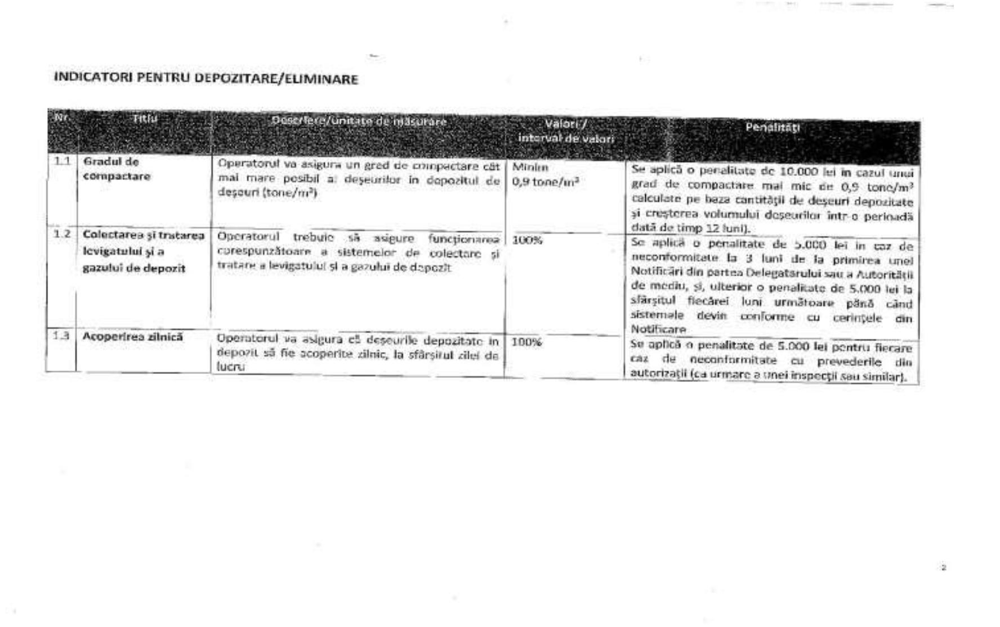 INDICATORI PENTRU DEPOZITARE/ELIMINARE
Nr. Titlu Descriere/unitate de măsurare Valori / Penalități
interval de valori
1.1 Gradul de
compactare
Operatorul va asigura un grad de compactare cât
mai mare posibil al deșeurilor in depozitul de
deșeuri (tone/m³)
Minim
0,9 tone/m³
Se aplică o penalitate de 10.000 lei in cazul unui
grad de compactare mai mic de 0,9 tone/m³
calculate pe baza cantității de deșeuri depozitate
și creșterea volumului deșeurilor intr-o perioadă
dată de timp 12 luni).
1.2 Colectarea și tratarea
levigatului și a
gazului de depozit
Operatorul trebuie să asigure funcționarea
corespunzătoare a sistemelor de colectare și
tratare a levigatului și a gazului de depozit
100%
Se aplică o penalitate de 5.000 lei in caz de
neconformitate la 3 luni de la primirea unei
Notificări din partea Delegatarului sau a Autorității
de mediu, și, ulterior o penalitate de 5.000 lei la
sfârșitul fiecărei luni următoare până când
sistemele devin conforme cu cerințele din
Notificare
1.3 Acoperirea zilnică
Operatorul va asigura că deșeurile depozitate in
depozit să fie acoperite zilnic, la sfârșitul zilei de
lucru
100%
Se aplică o penalitate de 5.000 lei pentru fiecare
caz de neconformitate cu prevederile din
autorizații (ca urmare a unei inspecții sau similar).
2